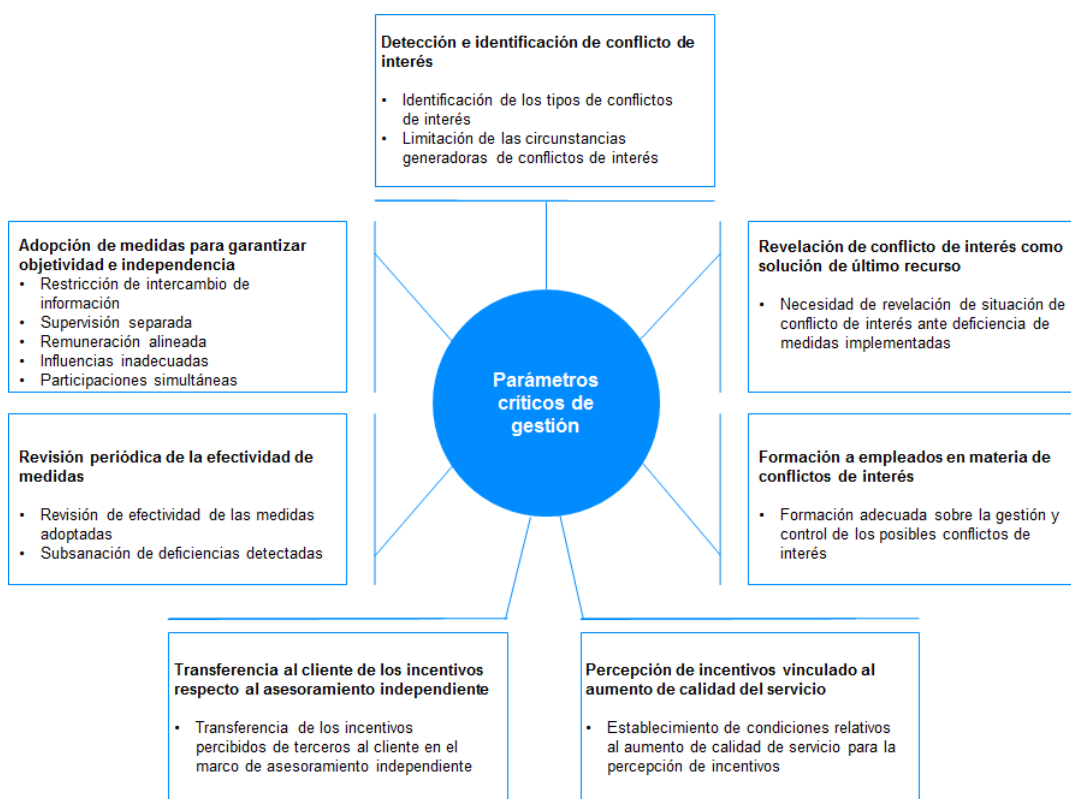 Detección e identificación de conflicto de
interés
• Identificación de los tipos de conflictos
de interés
• Limitación de las circunstancias
generadoras de conflictos de interés
Adopción de medidas para garantizar
objetividad e independencia
• Restricción de intercambio de
información
• Supervisión separada
• Remuneración alineada
• Influencias inadecuadas
• Participaciones simultáneas
Revelación de conflicto de interés como
solución de último recurso
• Necesidad de revelación de situación de
conflicto de interés ante deficiencia de
medidas implementadas
Parámetros
críticos de
gestión
Revisión periódica de la efectividad de
medidas
• Revisión de efectividad de las medidas
adoptadas
• Subsanación de deficiencias detectadas
Formación a empleados en materia de
conflictos de interés
• Formación adecuada sobre la gestión y
control de los posibles conflictos de
interés
Transferencia al cliente de los incentivos
respecto al asesoramiento independiente
• Transferencia de los incentivos
percibidos de terceros al cliente en el
marco de asesoramiento independiente
Percepción de incentivos vinculado al
aumento de calidad del servicio
• Establecimiento de condiciones relativos
al aumento de calidad de servicio para la
percepción de incentivos